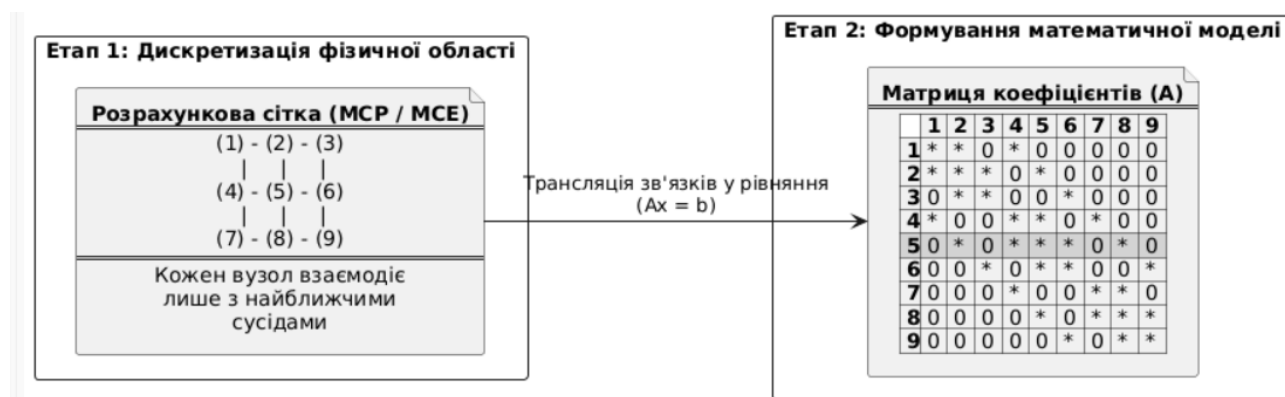 Етап 1: Дискретизація фізичної області
Розрахункова сітка (МСР / МСЕ)
(1) - (2) - (3)
| | |
(4) - (5) - (6)
| | |
(7) - (8) - (9)
Кожен вузол взаємодіє
лише з найближчими
сусідами
Трансляція зв'язків у рівняння
(Ax = b)
Етап 2: Формування математичної моделі
Матриця коефіцієнтів (A)
1 2 3 4 5 6 7 8 9
1 * * 0 * 0 0 0 0 0
2 * * * 0 * 0 0 0 0
3 0 * * 0 0 * 0 0 0
4 * 0 0 * * 0 * 0 0
5 0 * 0 * * * 0 * 0
6 0 0 * 0 * * 0 0 *
7 0 0 0 * 0 0 * * 0
8 0 0 0 0 * 0 * * *
9 0 0 0 0 0 * 0 * *